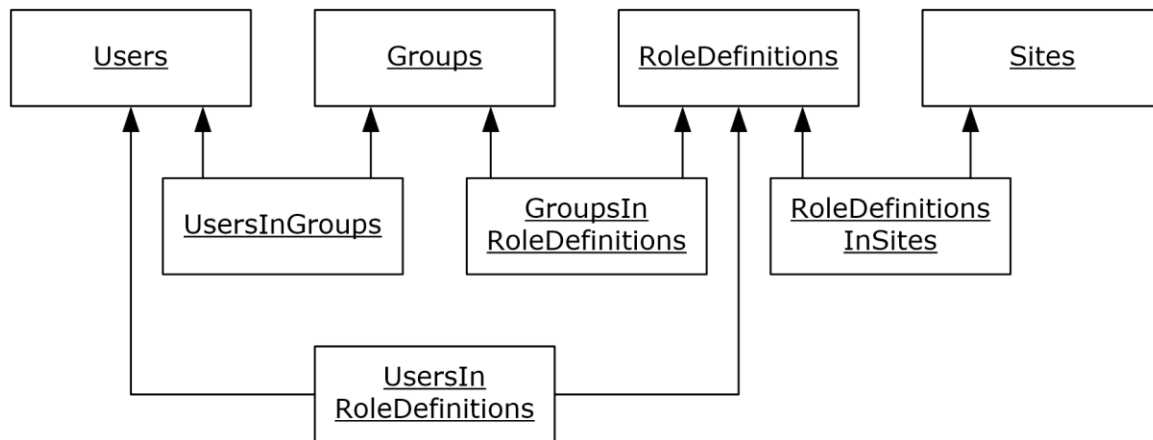 Users
Groups
RoleDefinitions
Sites
UsersInGroups
GroupsIn
RoleDefinitions
RoleDefinitions
InSites
UsersIn
RoleDefinitions